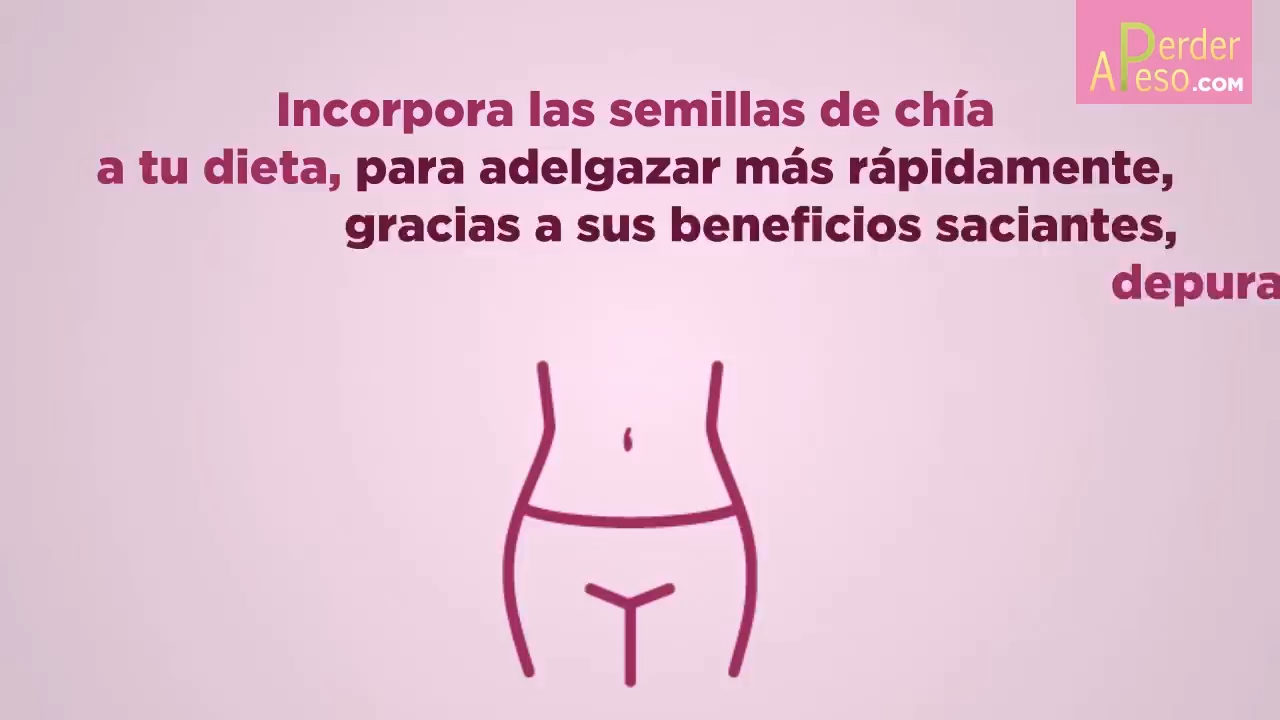 A Perder
Peso.COM
Incorpora las semillas de chía
a tu dieta, para adelgazar más rápidamente,
gracias a sus beneficios saciantes,
depura